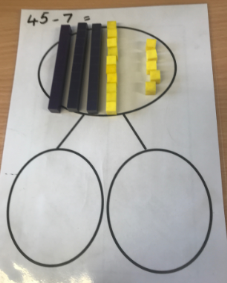 45 - 7 =